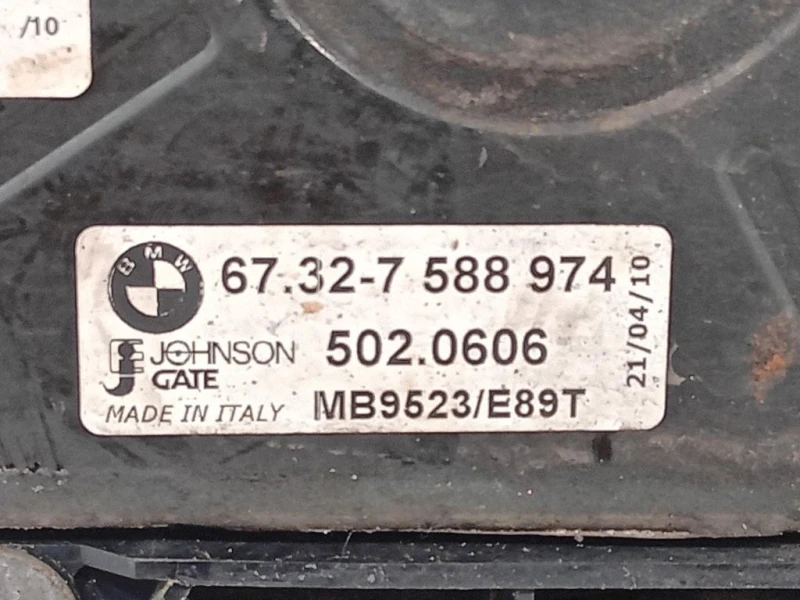 /10
BMW
67.32-7 588 974
JOHNSON 502.0606
GATE
MADE IN ITALY MB9523/E89T
21/04/10